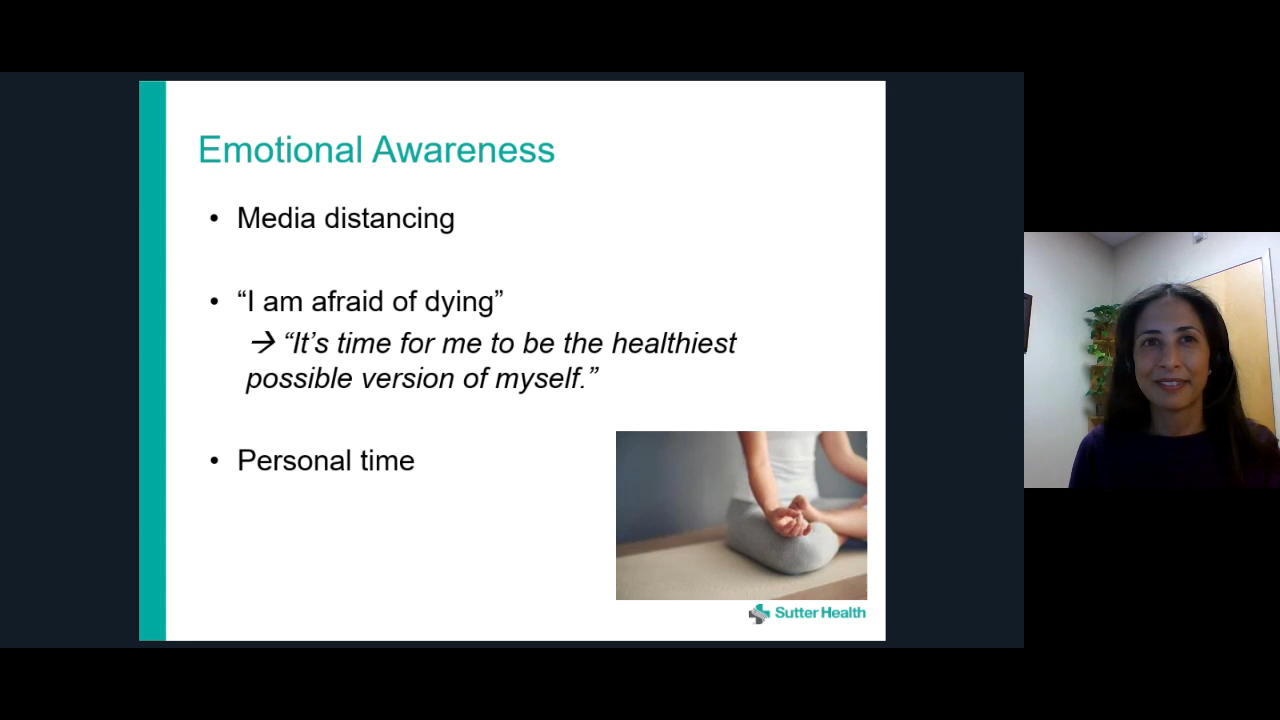 Emotional Awareness
• Media distancing
• “I am afraid of dying”
→ “It’s time for me to be the healthiest
possible version of myself.”
• Personal time
Sutter Health